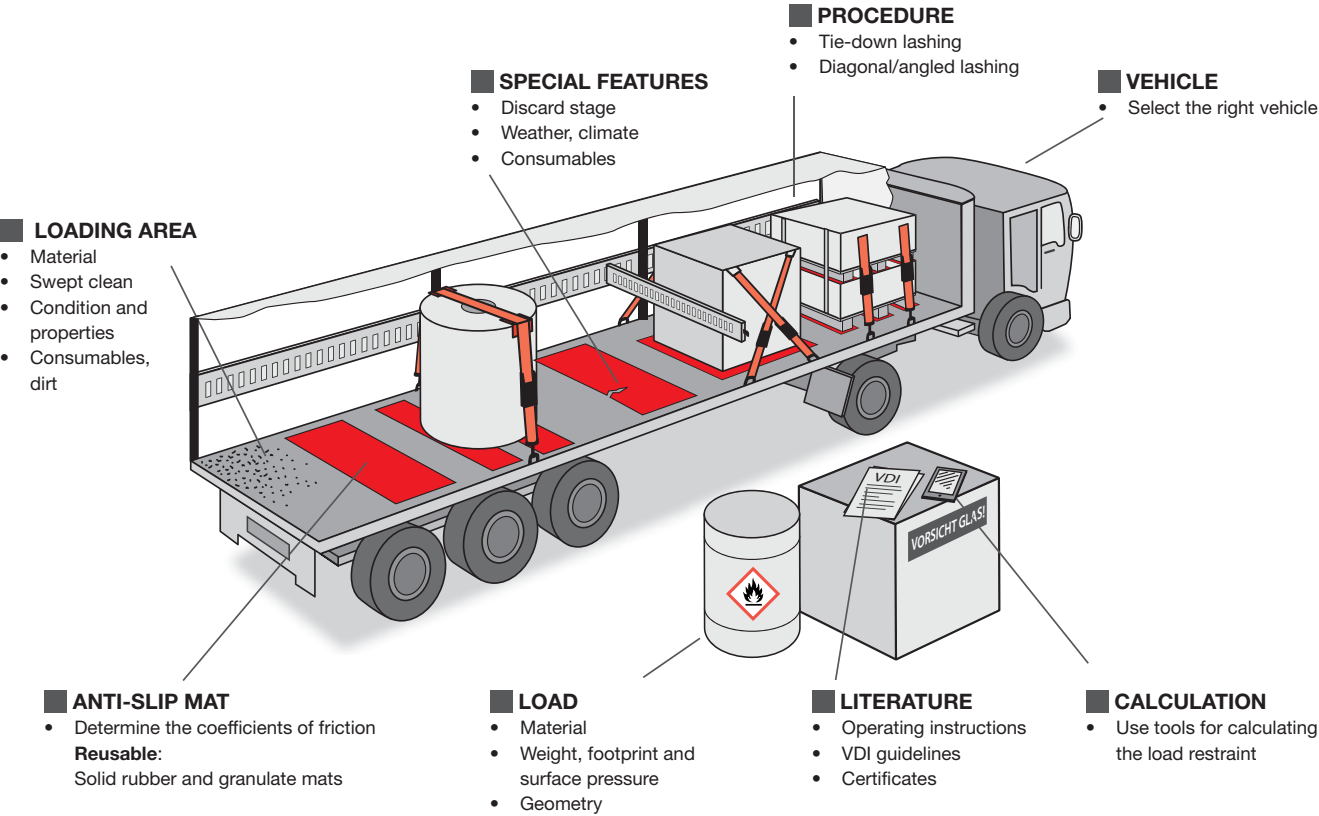 PROCEDURE
• Tie-down lashing
• Diagonal/angled lashing
SPECIAL FEATURES
• Discard stage
• Weather, climate
• Consumables
VEHICLE
• Select the right vehicle
LOADING AREA
• Material
• Swept clean
• Condition and
properties
• Consumables,
dirt
VDI
VORSICHT GLAS!
ANTI-SLIP MAT
• Determine the coefficients of friction
Reusable:
Solid rubber and granulate mats
LOAD
• Material
• Weight, footprint and
surface pressure
• Geometry
LITERATURE
• Operating instructions
• VDI guidelines
• Certificates
CALCULATION
• Use tools for calculating
the load restraint